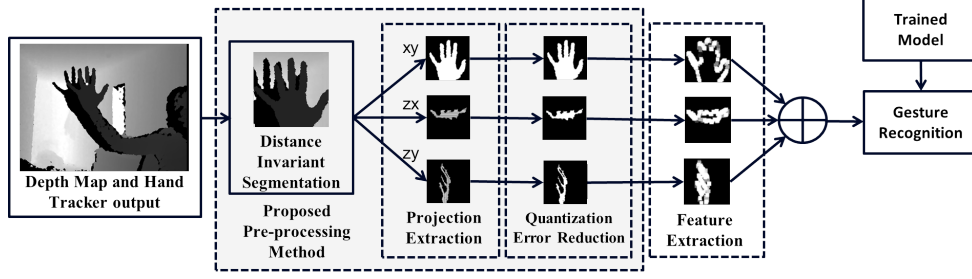 Depth Map and Hand
Tracker output
Distance
Invariant
Segmentation
Proposed
Pre-processing
Method
xy
zx
zy
Projection
Extraction
Quantization
Error Reduction
Feature
Extraction
Trained
Model
Gesture
Recognition